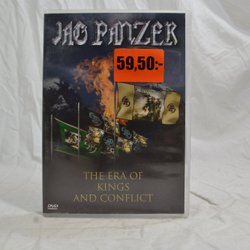 JAG PANZER
59,50:-
THE ERA OF
KINGS
AND CONFLICT
DVD